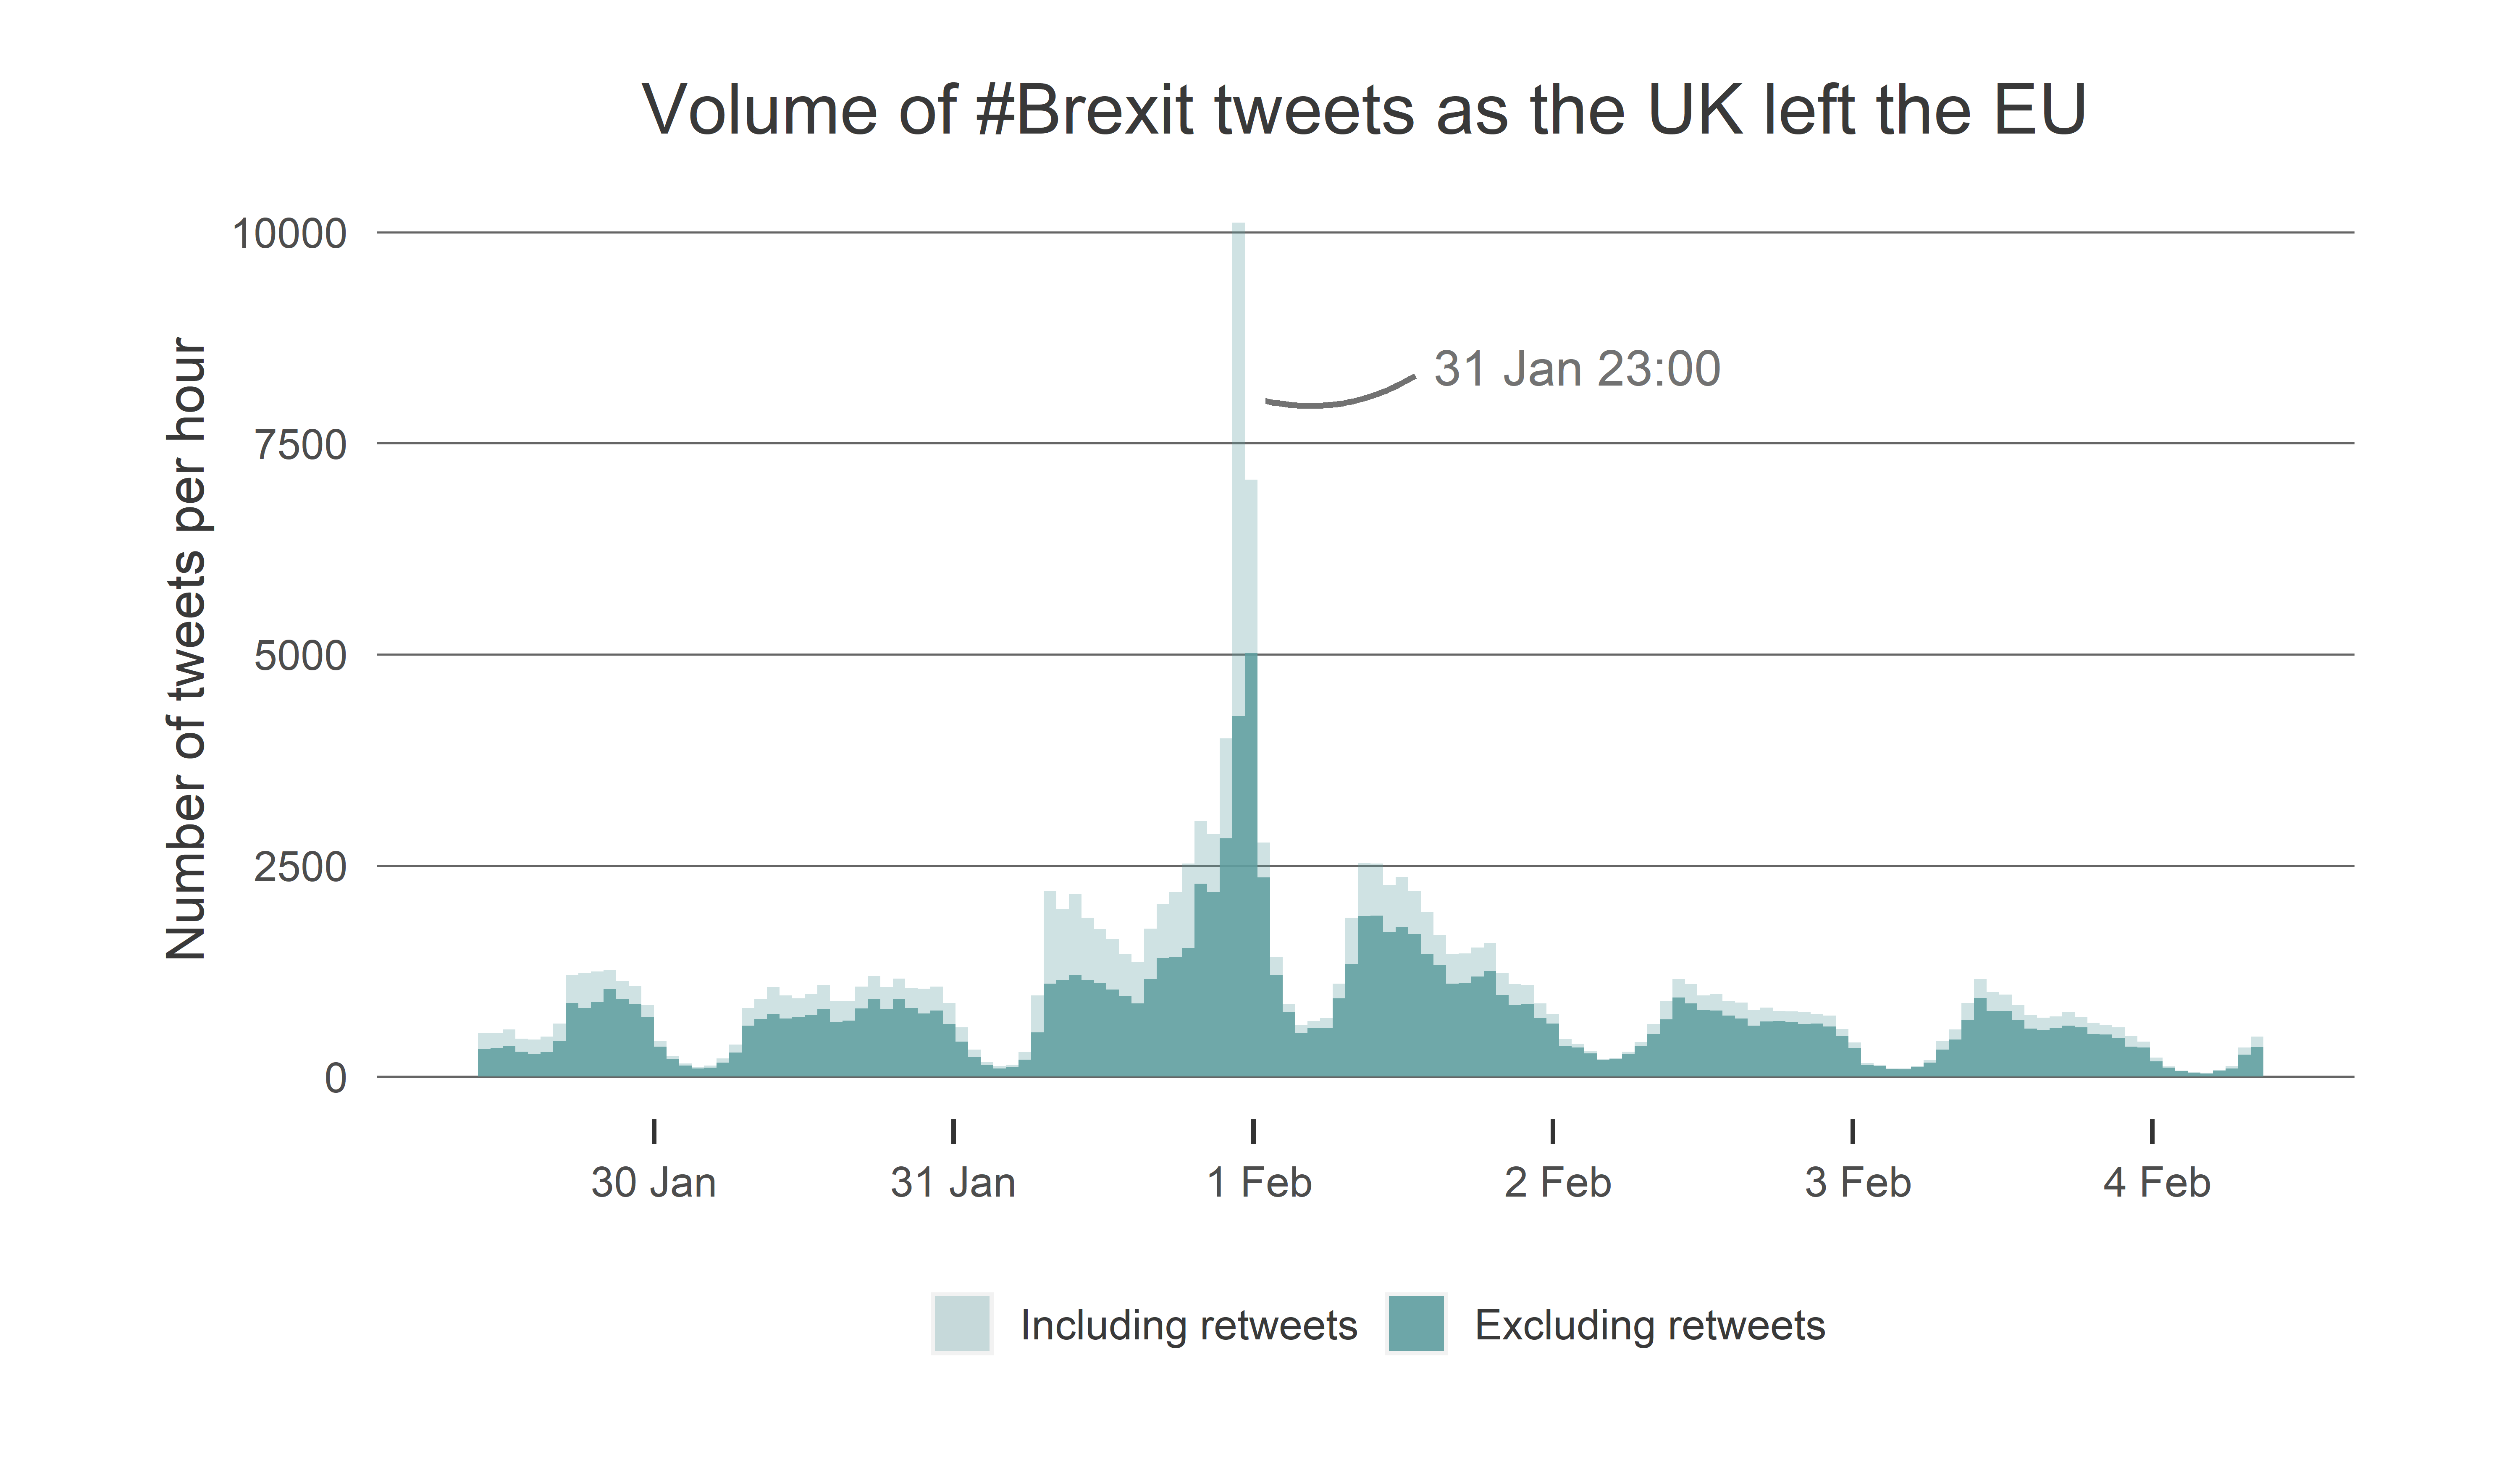 Volume of #Brexit tweets as the UK left the EU
Number of tweets per hour
10000
7500
5000
2500
0
31 Jan 23:00
30 Jan
31 Jan
1 Feb
2 Feb
3 Feb
4 Feb
Including retweets
Excluding retweets